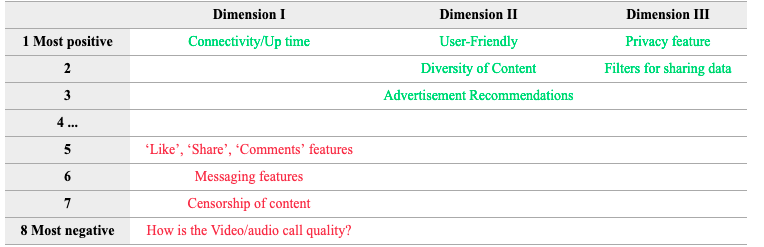 Dimension I Dimension II Dimension III
1 Most positive Connectivity/Up time User-Friendly Privacy feature
2 Diversity of Content Filters for sharing data
3 Advertisement Recommendations
4 ...
5 ‘Like’, ‘Share’, ‘Comments’ features
6 Messaging features
7 Censorship of content
8 Most negative How is the Video/audio call quality?